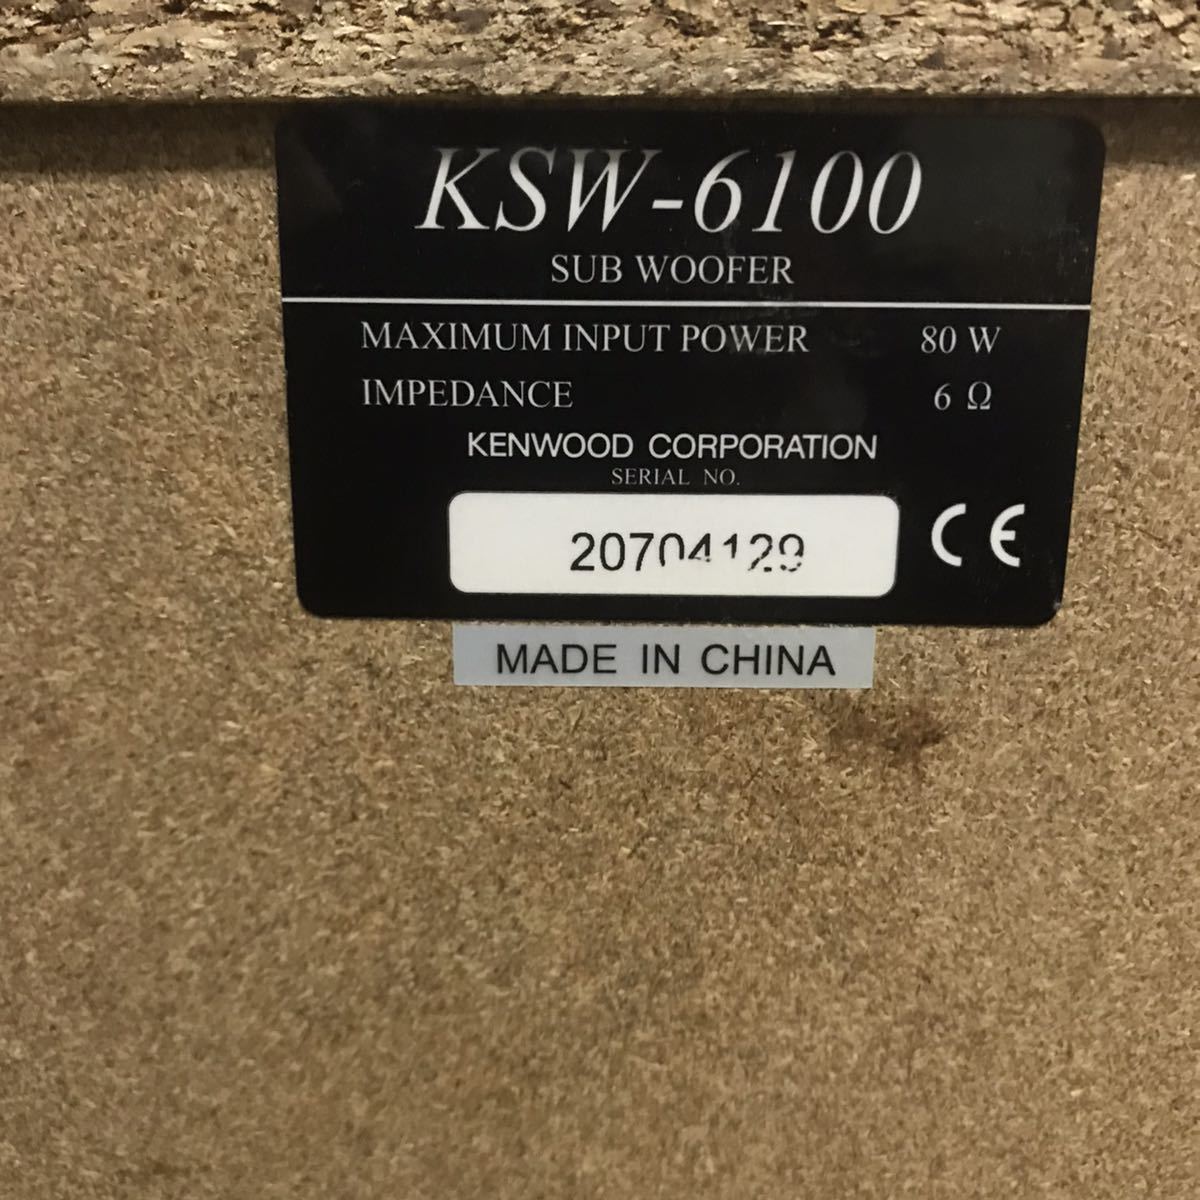 KSW-6100
SUB WOOFER
MAXIMUM INPUT POWER 80 W
IMPEDANCE 6 Ω
KENWOOD CORPORATION
SERIAL NO.
20704129
CE
MADE IN CHINA